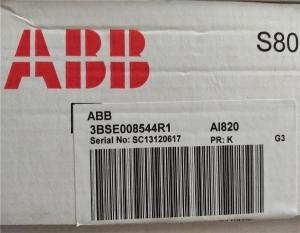 ABB
S80
ABB
3BSE008544R1 AI820
Serial No: SC13120617 PR: K G3